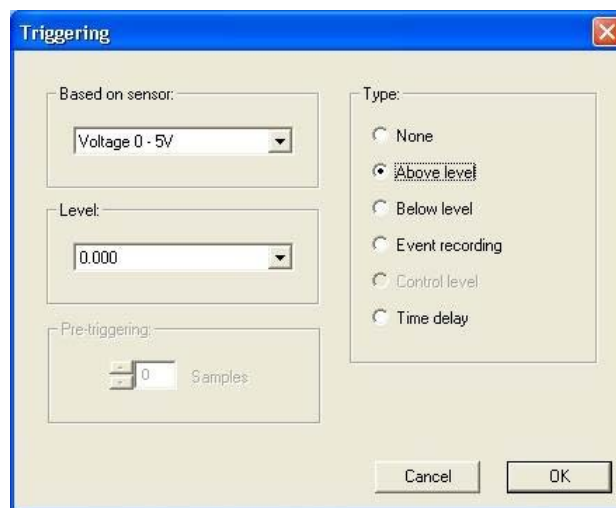 Triggering
Based on sensor:
Voltage 0 - 5V
Level:
0.000
Pre-triggering:
0 Samples
Type:
None
Above level
Below level
Event recording
Control level
Time delay
Cancel OK